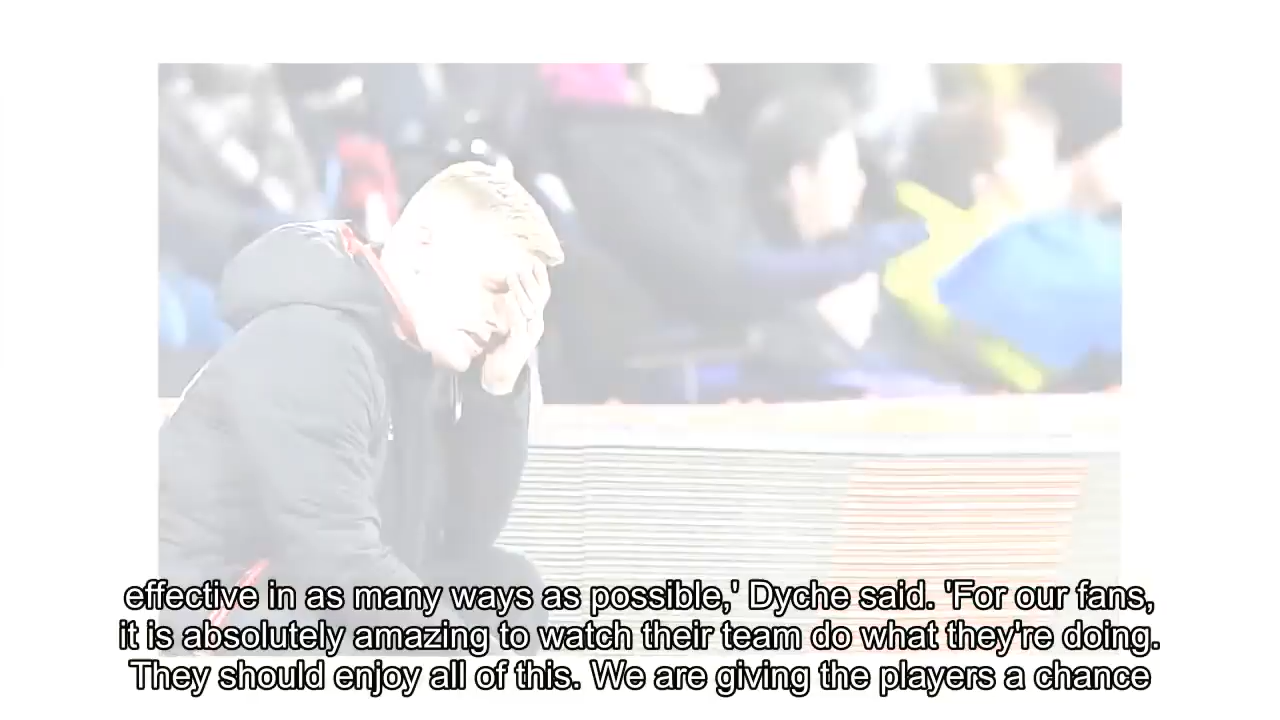 effective in as many ways as possible,' Dyche said. 'For our fans,
it is absolutely amazing to watch their team do what they're doing.
They should enjoy all of this. We are giving the players a chance